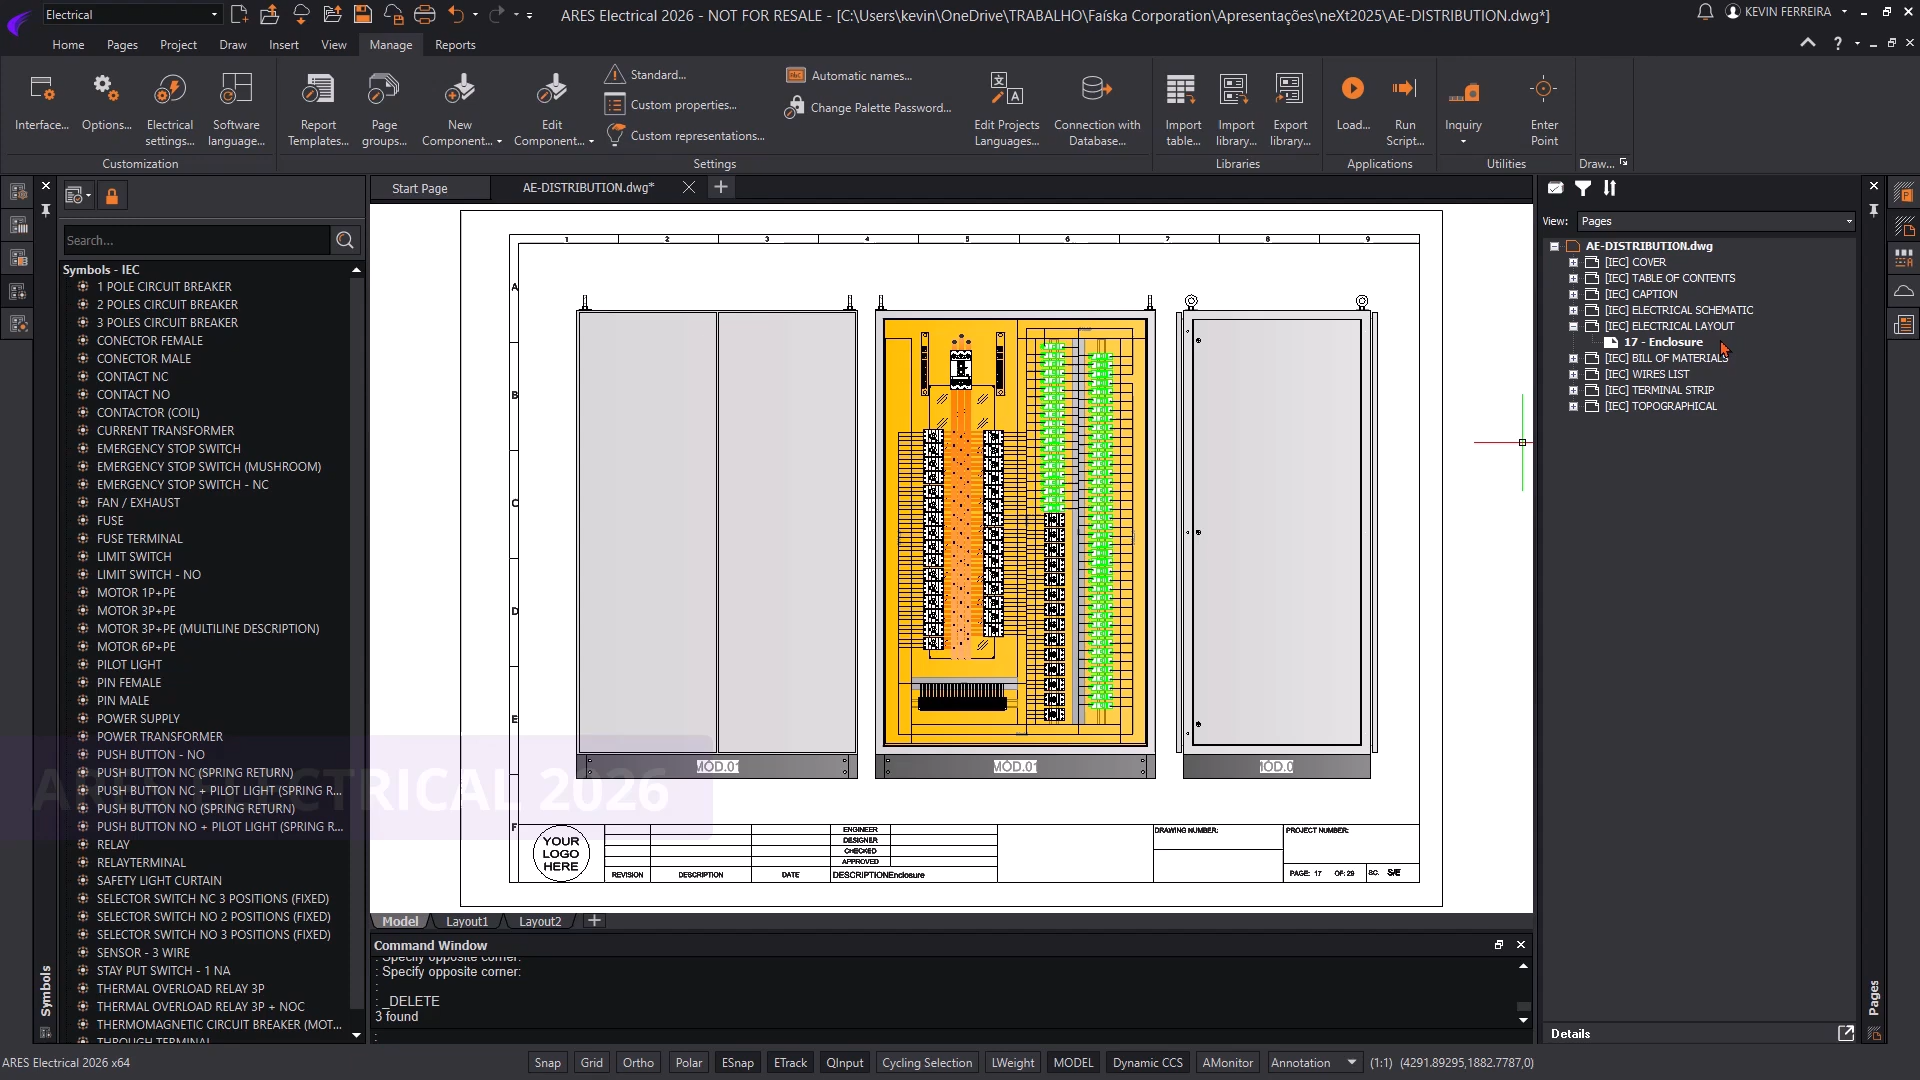 Electrical
ARES Electrical 2026 - NOT FOR RESALE - [C:\Users\kevin\OneDrive\TRABALHO\Faíska Corporation\Apresentações\neXt2025\AE-DISTRIBUTION.dwg*]
KEVIN FERREIRA
Home Pages Project Draw Insert View Manage Reports
Interface...
Options...
Electrical settings...
Software language...
Customization
Report Templates...
Page groups...
New Component...
Edit Component...
Standard...
Custom properties...
Custom representations...
Automatic names...
Change Palette Password...
Edit Projects Languages...
Connection with Database...
Settings
Import table...
Import library...
Export library...
Libraries
Load...
Run Script...
Applications
Inquiry
Enter Point
Utilities
Draw...
Start Page
AE-DISTRIBUTION.dwg*
Search...
Symbols - IEC
1 POLE CIRCUIT BREAKER
2 POLES CIRCUIT BREAKER
3 POLES CIRCUIT BREAKER
CONECTOR FEMALE
CONECTOR MALE
CONTACT NC
CONTACT NO
CONTACTOR (COIL)
CURRENT TRANSFORMER
EMERGENCY STOP SWITCH
EMERGENCY STOP SWITCH (MUSHROOM)
EMERGENCY STOP SWITCH - NC
FAN / EXHAUST
FUSE
FUSE TERMINAL
LIMIT SWITCH
LIMIT SWITCH - NO
MOTOR 1P+PE
MOTOR 3P+PE
MOTOR 3P+PE (MULTILINE DESCRIPTION)
MOTOR 6P+PE
PILOT LIGHT
PIN FEMALE
PIN MALE
POWER SUPPLY
POWER TRANSFORMER
PUSH BUTTON - NO
PUSH BUTTON NC (SPRING RETURN)
PUSH BUTTON NC + PILOT LIGHT (SPRING R...
PUSH BUTTON NO (SPRING RETURN)
PUSH BUTTON NO + PILOT LIGHT (SPRING R...
RELAY
RELAYTERMINAL
SAFETY LIGHT CURTAIN
SELECTOR SWITCH NC 3 POSITIONS (FIXED)
SELECTOR SWITCH NO 2 POSITIONS (FIXED)
SELECTOR SWITCH NO 3 POSITIONS (FIXED)
SENSOR - 3 WIRE
STAY PUT SWITCH - 1 NA
THERMAL OVERLOAD RELAY 3P
THERMAL OVERLOAD RELAY 3P + NOC
THERMOMAGNETIC CIRCUIT BREAKER (MOT...
THROUGH TERMINAL
Symbols
ARES ELECTRICAL 2026
1 2 3 4 5 6 7 8 9
A
B
C
D
E
F
MOD.01
MOD.01
MOD.0
YOUR
LOGO
HERE
REVISION
DESCRIPTION
DATE
ENGINEER
DESIGNER
CHECKED
APPROVED
DESCRIPTIONEnclosure
DRAWING NUMBER:
PROJECT NUMBER:
PAGE: 17 OF: 29 SC. S/E
Model Layout1 Layout2
Command Window
: Specify opposite corner:
: Specify opposite corner:
:
: _DELETE
3 found
:
View: Pages
AE-DISTRIBUTION.dwg
[IEC] COVER
[IEC] TABLE OF CONTENTS
[IEC] CAPTION
[IEC] ELECTRICAL SCHEMATIC
[IEC] ELECTRICAL LAYOUT
17 - Enclosure
[IEC] BILL OF MATERIALS
[IEC] WIRES LIST
[IEC] TERMINAL STRIP
[IEC] TOPOGRAPHICAL
Pages
Details
ARES Electrical 2026 x64
Snap Grid Ortho Polar ESnap ETrack QInput Cycling Selection LWeight MODEL Dynamic CCS AMonitor Annotation (1:1) (4291.89295,1882.7787,0)